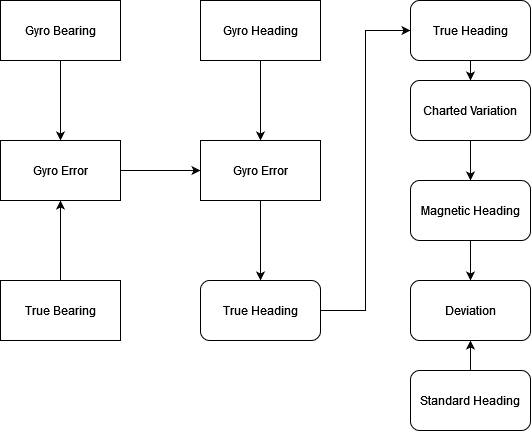 Gyro Bearing
Gyro Heading
True Heading
Charted Variation
Gyro Error
Gyro Error
Magnetic Heading
True Bearing
True Heading
Deviation
Standard Heading